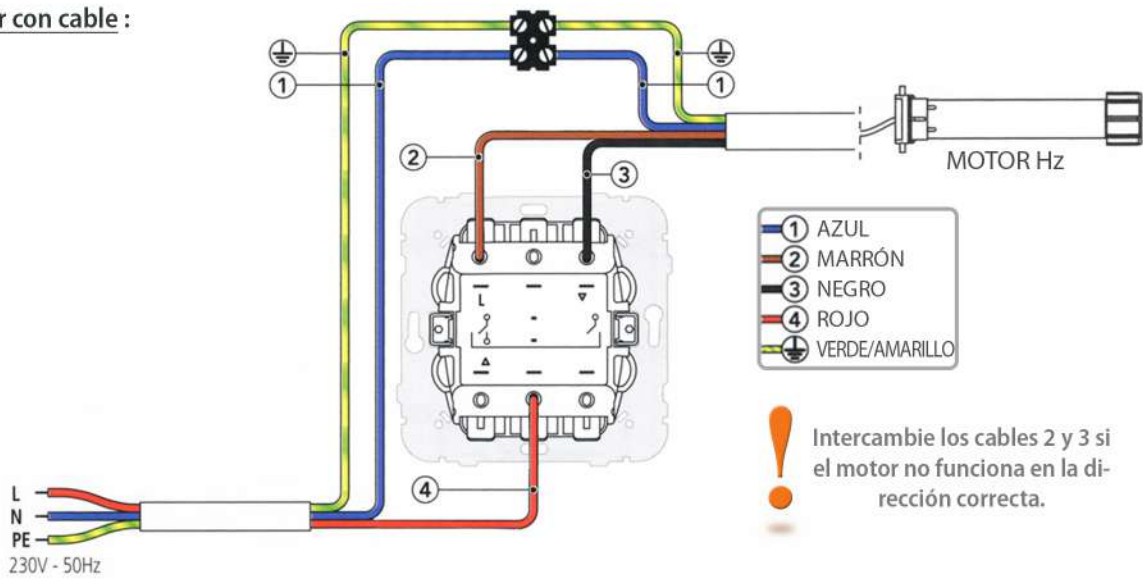 r con cable :
1
1
2
3
MOTOR Hz
1 AZUL
2 MARRÓN
3 NEGRO
4 ROJO
VERDE/AMARILLO
L
Intercambie los cables 2 y 3 si
el motor no funciona en la di-
rección correcta.
4
L
N
PE
230V - 50Hz